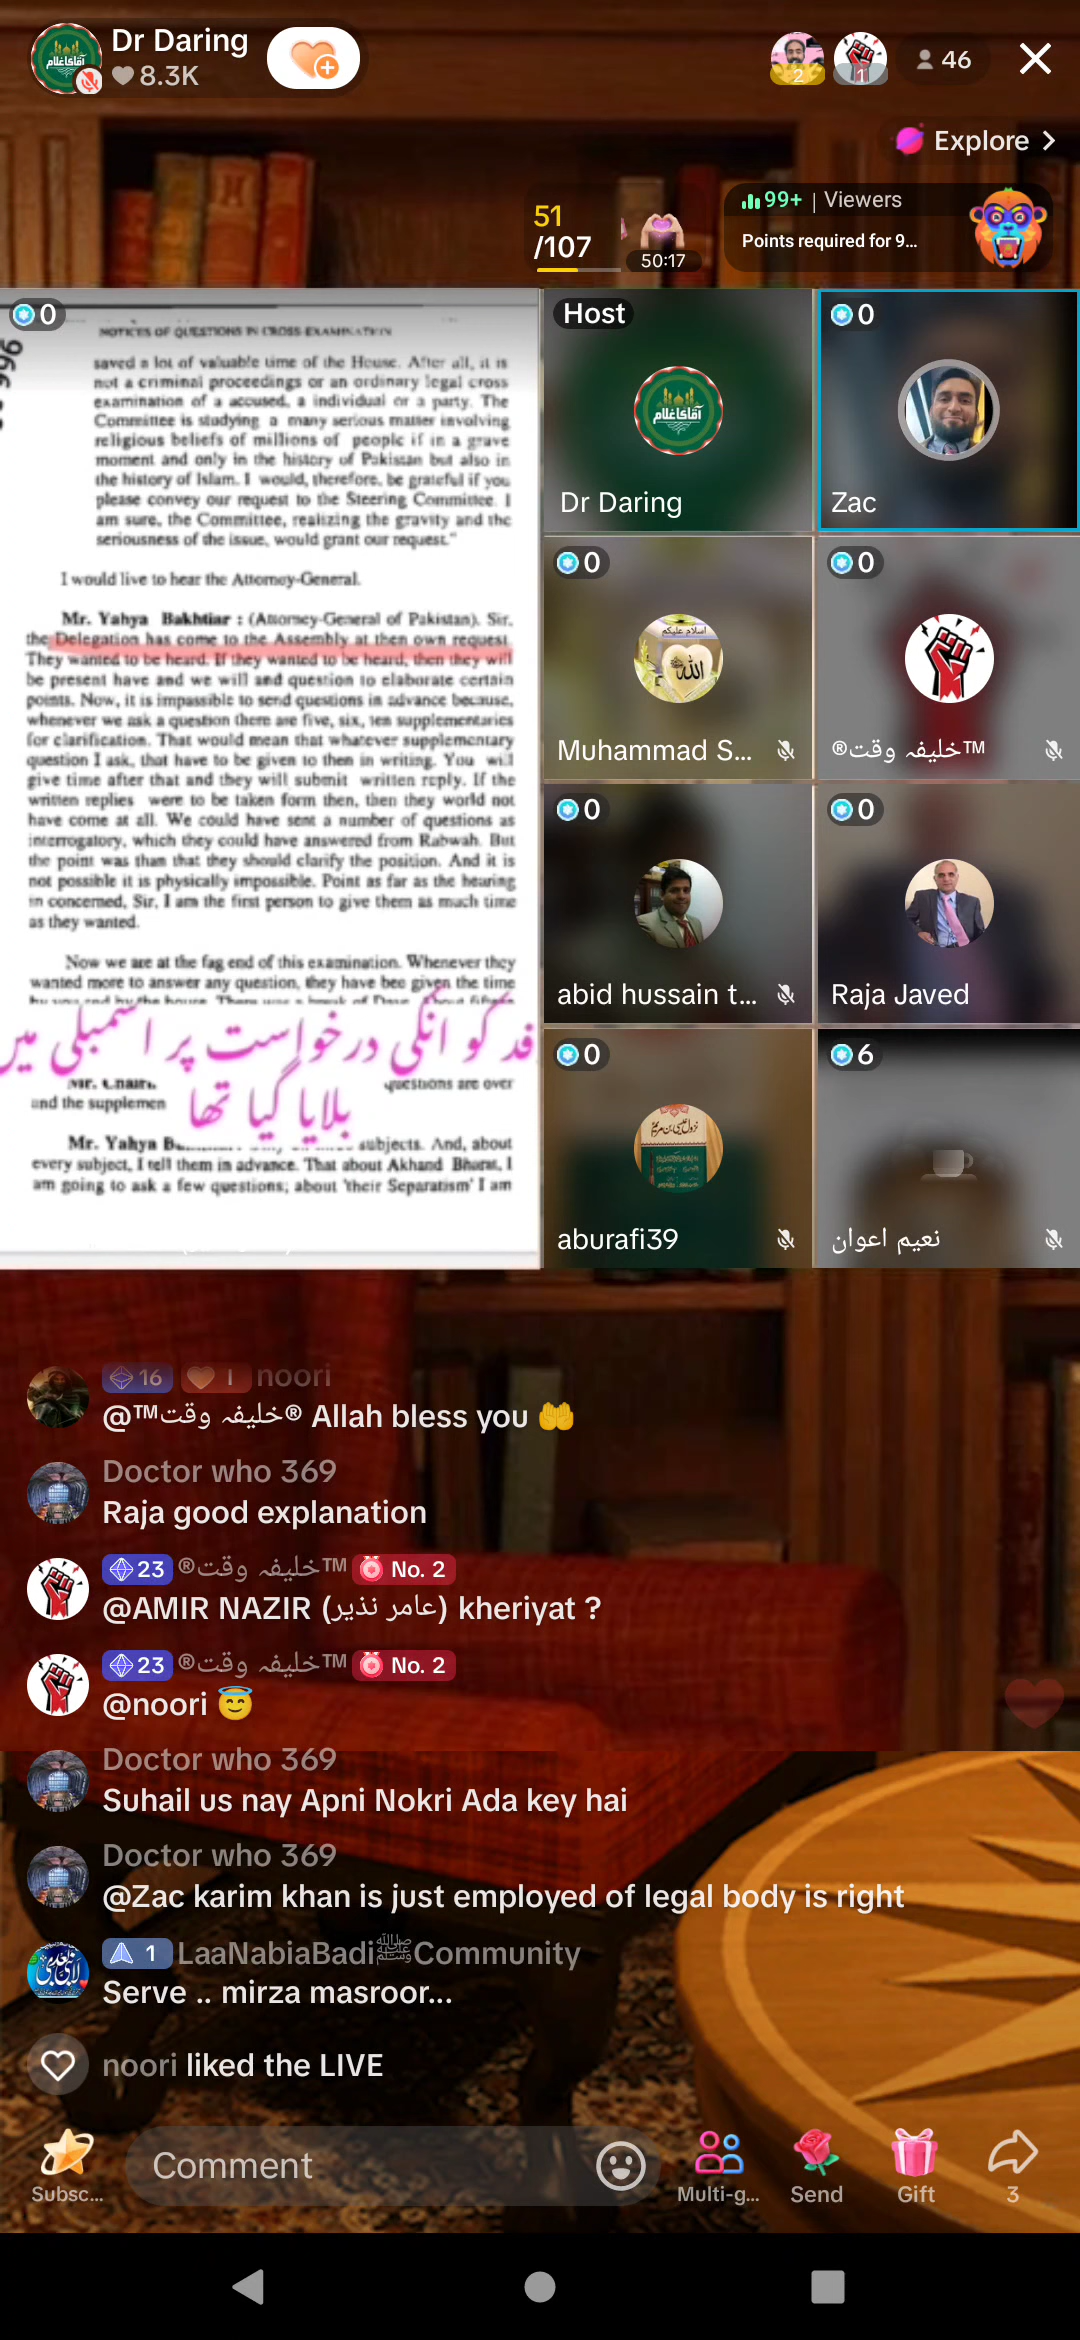 Dr Daring
8.3K
2
1
46
Explore
51
/107
50:17
99+ | Viewers
Points required for 9...
0
NOTICES OF QUESTIONS IN CROSS-EXAMINATION
saved a lot of valuable time of the House. After all, it is
not a criminal proceedings or an ordinary legal cross
examination of a accused, a individual or a party. The
Committee is studying a many serious matter involving
religious beliefs of millions of people if in a grave
moment and only in the history of Pakistan but also in
the history of Islam. I would, therefore, be grateful if you
please convey our request to the Steering Committee. I
am sure, the Committee, realizing the gravity and the
seriousness of the issue, would grant our request."
I would live to hear the Attorney-General.
Mr. Yahya Bakhtiar : (Attorney-General of Pakistan). Sir,
the Delegation has come to the Assembly at then own request.
They wanted to be heard. If they wanted to be heard, then they will
be present have and we will and question to elaborate certain
points. Now, it is impassible to send questions in advance because,
whenever we ask a question there are five, six, ten supplementaries
for clarification. That would mean that whatever supplementary
question I ask, that have to be given to then in writing. You will
give time after that and they will submit written reply. If the
written replies were to be taken form then, then they world not
have come at all. We could have sent a number of questions as
interrogatory, which they could have answered from Rabwah. But
the point was than that they should clarify the position. And it is
not possible it is physically impossible. Point as far as the hearing
in concerned, Sir, I am the first person to give them as much time
as they wanted.
Now we are at the fag end of this examination. Whenever they
wanted more to answer any question, they have bee given the time
فد کو انکی درخواست پر اسمبلی میں
questions are over
and the supplemen
بلایا گیا تھا
Mr. Yahya B subjects. And, about
every subject, I tell them in advance. That about Akhand Bharat, I
am going to ask a few questions; about 'their Separatism' I am
Host
آقا کا غلام
Dr Daring
0
Zac
0
اسلام علیکم
الله
Muhammad S...
0
®خلیفہ وقت™
0
abid hussain t...
0
Raja Javed
0
aburafi39
6
نعیم اعوان
16 1 noori
@™خلیفہ وقت® Allah bless you 🤲
Doctor who 369
Raja good explanation
23 ®خلیفہ وقت™ No. 2
@AMIR NAZIR (عامر نذیر) kheriyat ?
23 ®خلیفہ وقت™ No. 2
@noori 😇
Doctor who 369
Suhail us nay Apni Nokri Ada key hai
Doctor who 369
@Zac karim khan is just employed of legal body is right
1 LaaNabiaBadiﷺCommunity
Serve .. mirza masroor...
noori liked the LIVE
Subsc...
Comment
Multi-g...
Send
Gift
3